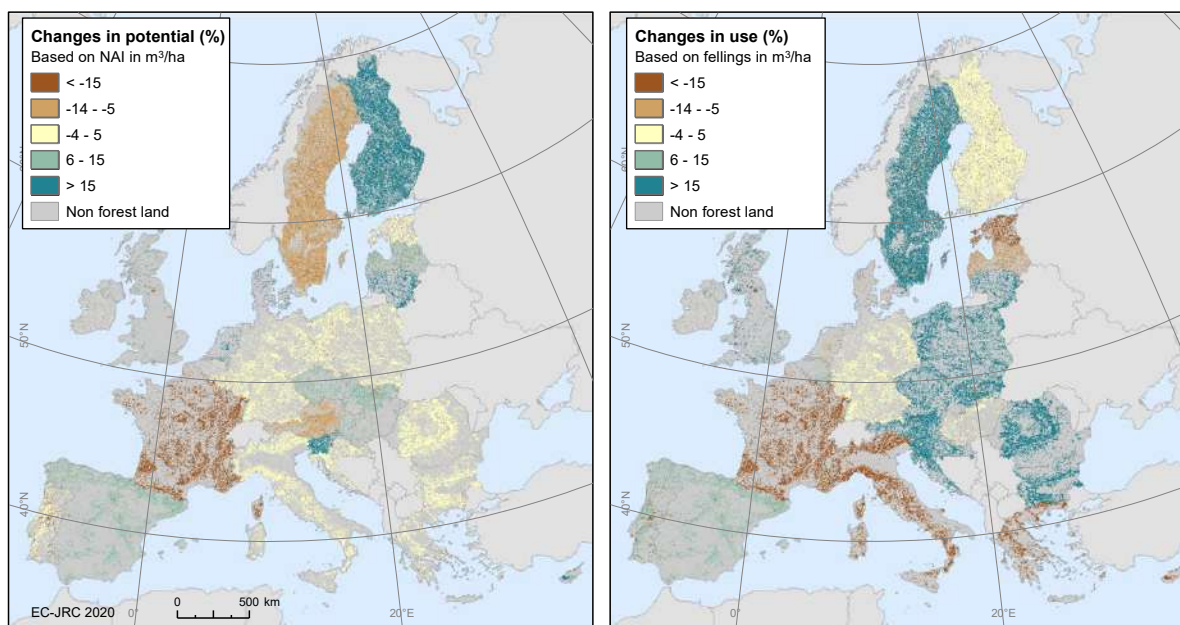 Changes in potential (%)
Based on NAI in m³/ha
< -15
-14 - -5
-4 - 5
6 - 15
> 15
Non forest land
50°N
40°N
EC-JRC 2020
0°
0 500 km
20°E
Changes in use (%)
Based on fellings in m³/ha
< -15
-14 - -5
-4 - 5
6 - 15
> 15
Non forest land
60°N
50°N
40°N
0°
20°E